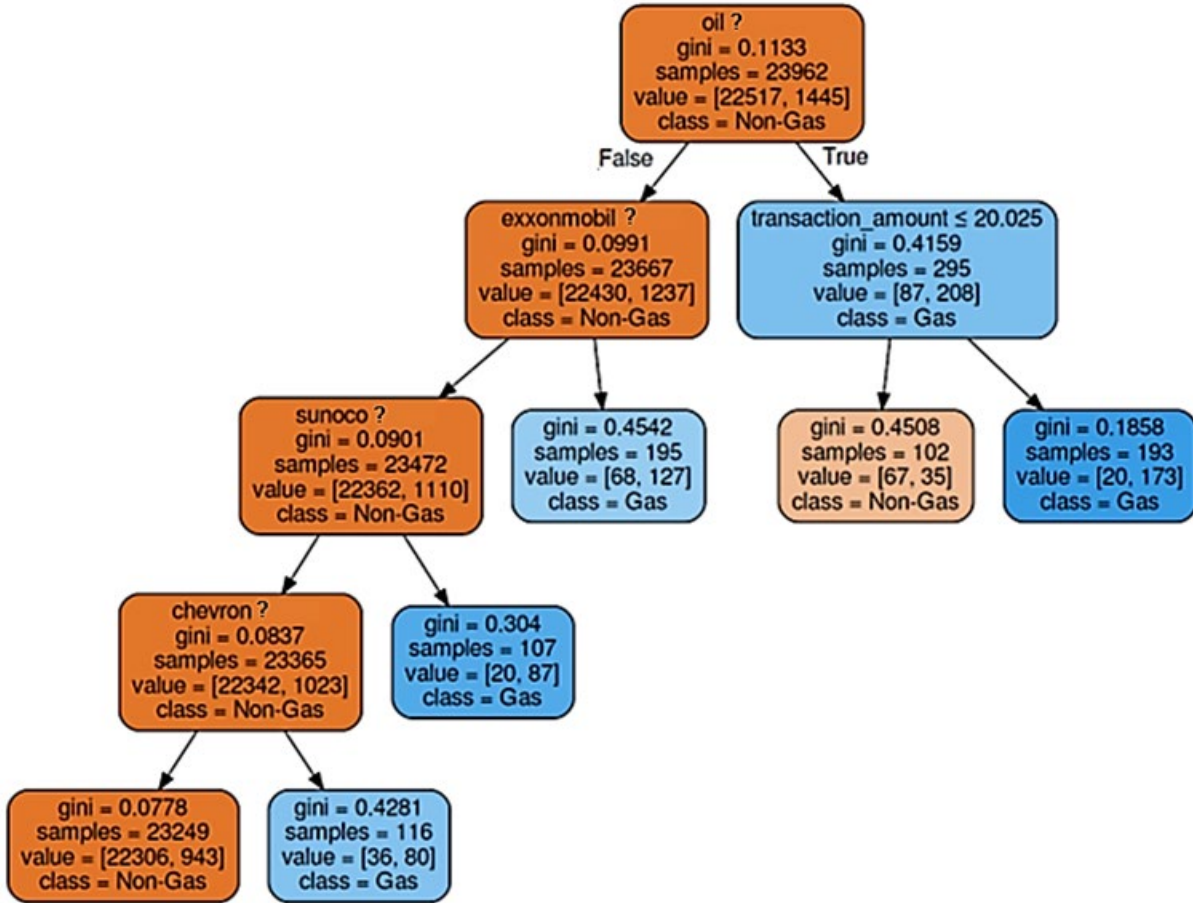 oil ?
gini = 0.1133
samples = 23962
value = [22517, 1445]
class = Non-Gas
False
True
exxonmobil ?
gini = 0.0991
samples = 23667
value = [22430, 1237]
class = Non-Gas
transaction_amount ≤ 20.025
gini = 0.4159
samples = 295
value = [87, 208]
class = Gas
sunoco ?
gini = 0.0901
samples = 23472
value = [22362, 1110]
class = Non-Gas
gini = 0.4542
samples = 195
value = [68, 127]
class = Gas
gini = 0.4508
samples = 102
value = [67, 35]
class = Non-Gas
gini = 0.1858
samples = 193
value = [20, 173]
class = Gas
chevron ?
gini = 0.0837
samples = 23365
value = [22342, 1023]
class = Non-Gas
gini = 0.304
samples = 107
value = [20, 87]
class = Gas
gini = 0.0778
samples = 23249
value = [22306, 943]
class = Non-Gas
gini = 0.4281
samples = 116
value = [36, 80]
class = Gas